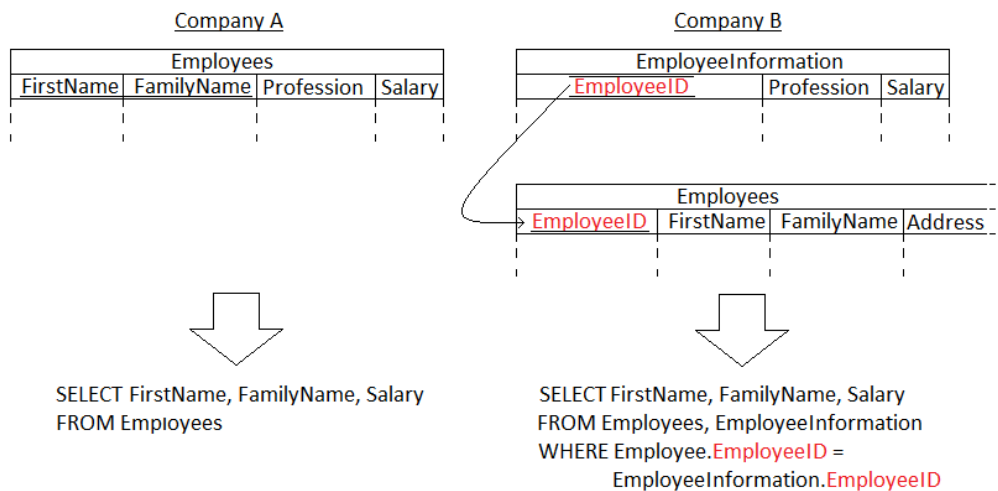 Company A
Employees
FirstName FamilyName Profession Salary
SELECT FirstName, FamilyName, Salary
FROM Employees
Company B
EmployeeInformation
EmployeeID Profession Salary
Employees
EmployeeID FirstName FamilyName Address
SELECT FirstName, FamilyName, Salary
FROM Employees, EmployeeInformation
WHERE Employee.EmployeeID =
EmployeeInformation.EmployeeID